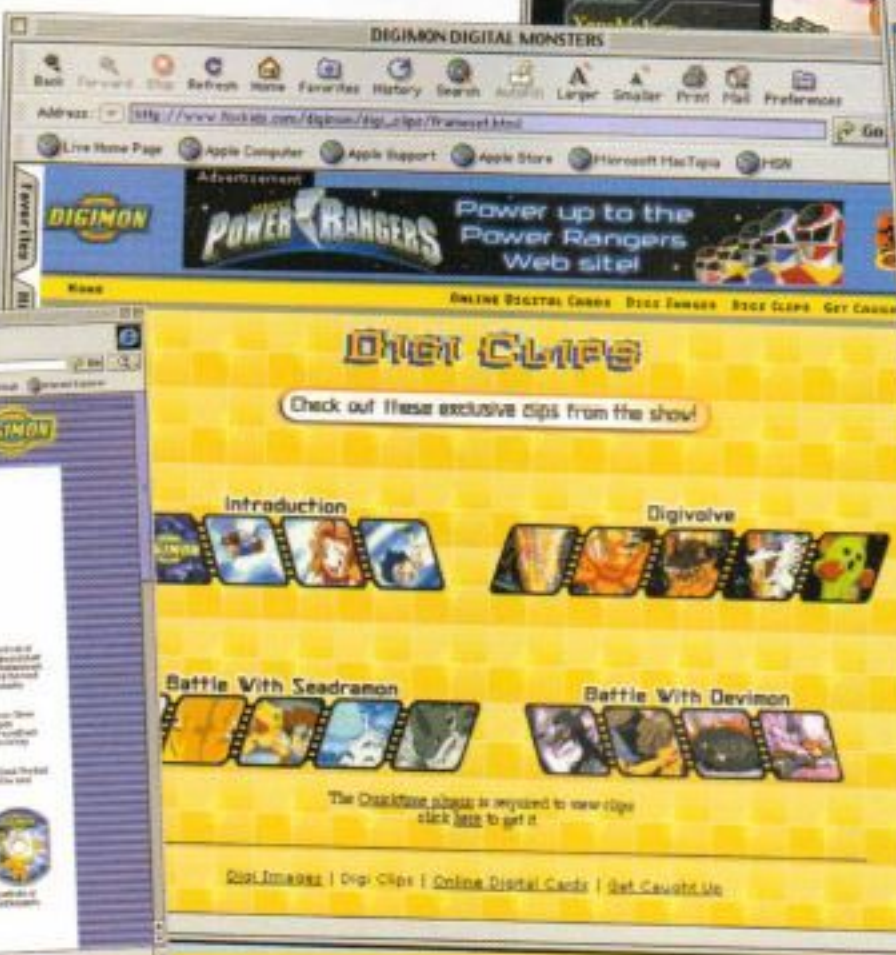 DIGIMON DIGITAL MONSTERS
Back Forward Stop Refresh Home Favorites History Search AutoFill Larger Smaller Print Mail Preferences
Address: http://www.foxkids.com/digimon/digi_clips/frameset.html Go
Live Home Page Apple Computer Apple Support Apple Store Microsoft MacTopia MSN
Favorites
Advertisement
DIGIMON
POWER RANGERS
Power up to the
Power Rangers
Web site!
Home
Online Digital Cards Digi Images Digi Clips Get Caught
DIGI CLIPS
Check out these exclusive clips from the show!
Introduction
Digivolve
Battle With Seadramon
Battle With Devimon
The Quicktime plugin is required to view clips
click here to get it
Digi Images | Digi Clips | Online Digital Cards | Get Caught Up